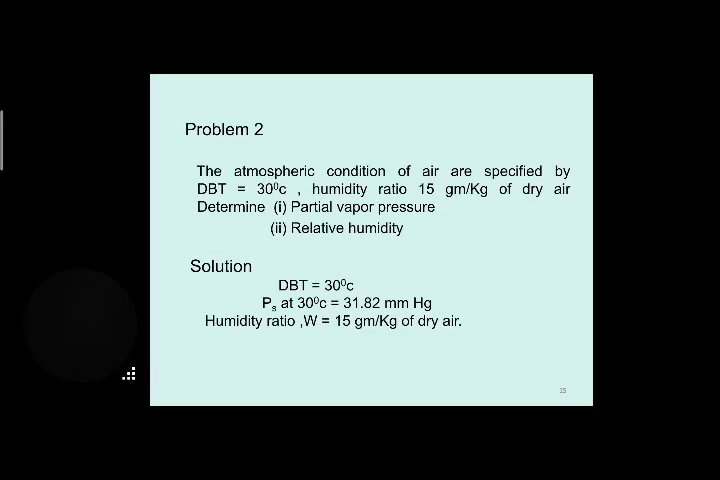 Problem 2
The atmospheric condition of air are specified by
DBT = 30⁰c , humidity ratio 15 gm/Kg of dry air
Determine (i) Partial vapor pressure
(ii) Relative humidity
Solution
DBT = 30⁰c
Pₛ at 30⁰c = 31.82 mm Hg
Humidity ratio ,W = 15 gm/Kg of dry air.
15